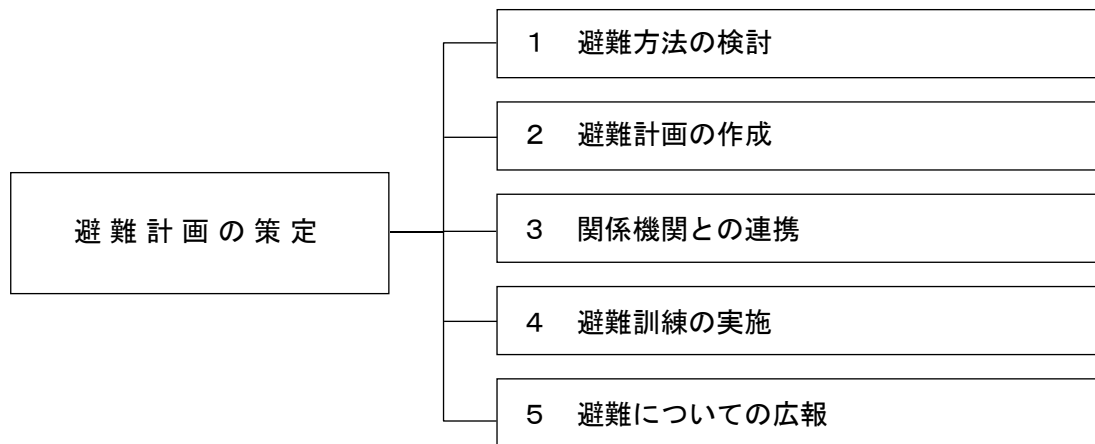 避難計画の策定
1 避難方法の検討
2 避難計画の作成
3 関係機関との連携
4 避難訓練の実施
5 避難についての広報